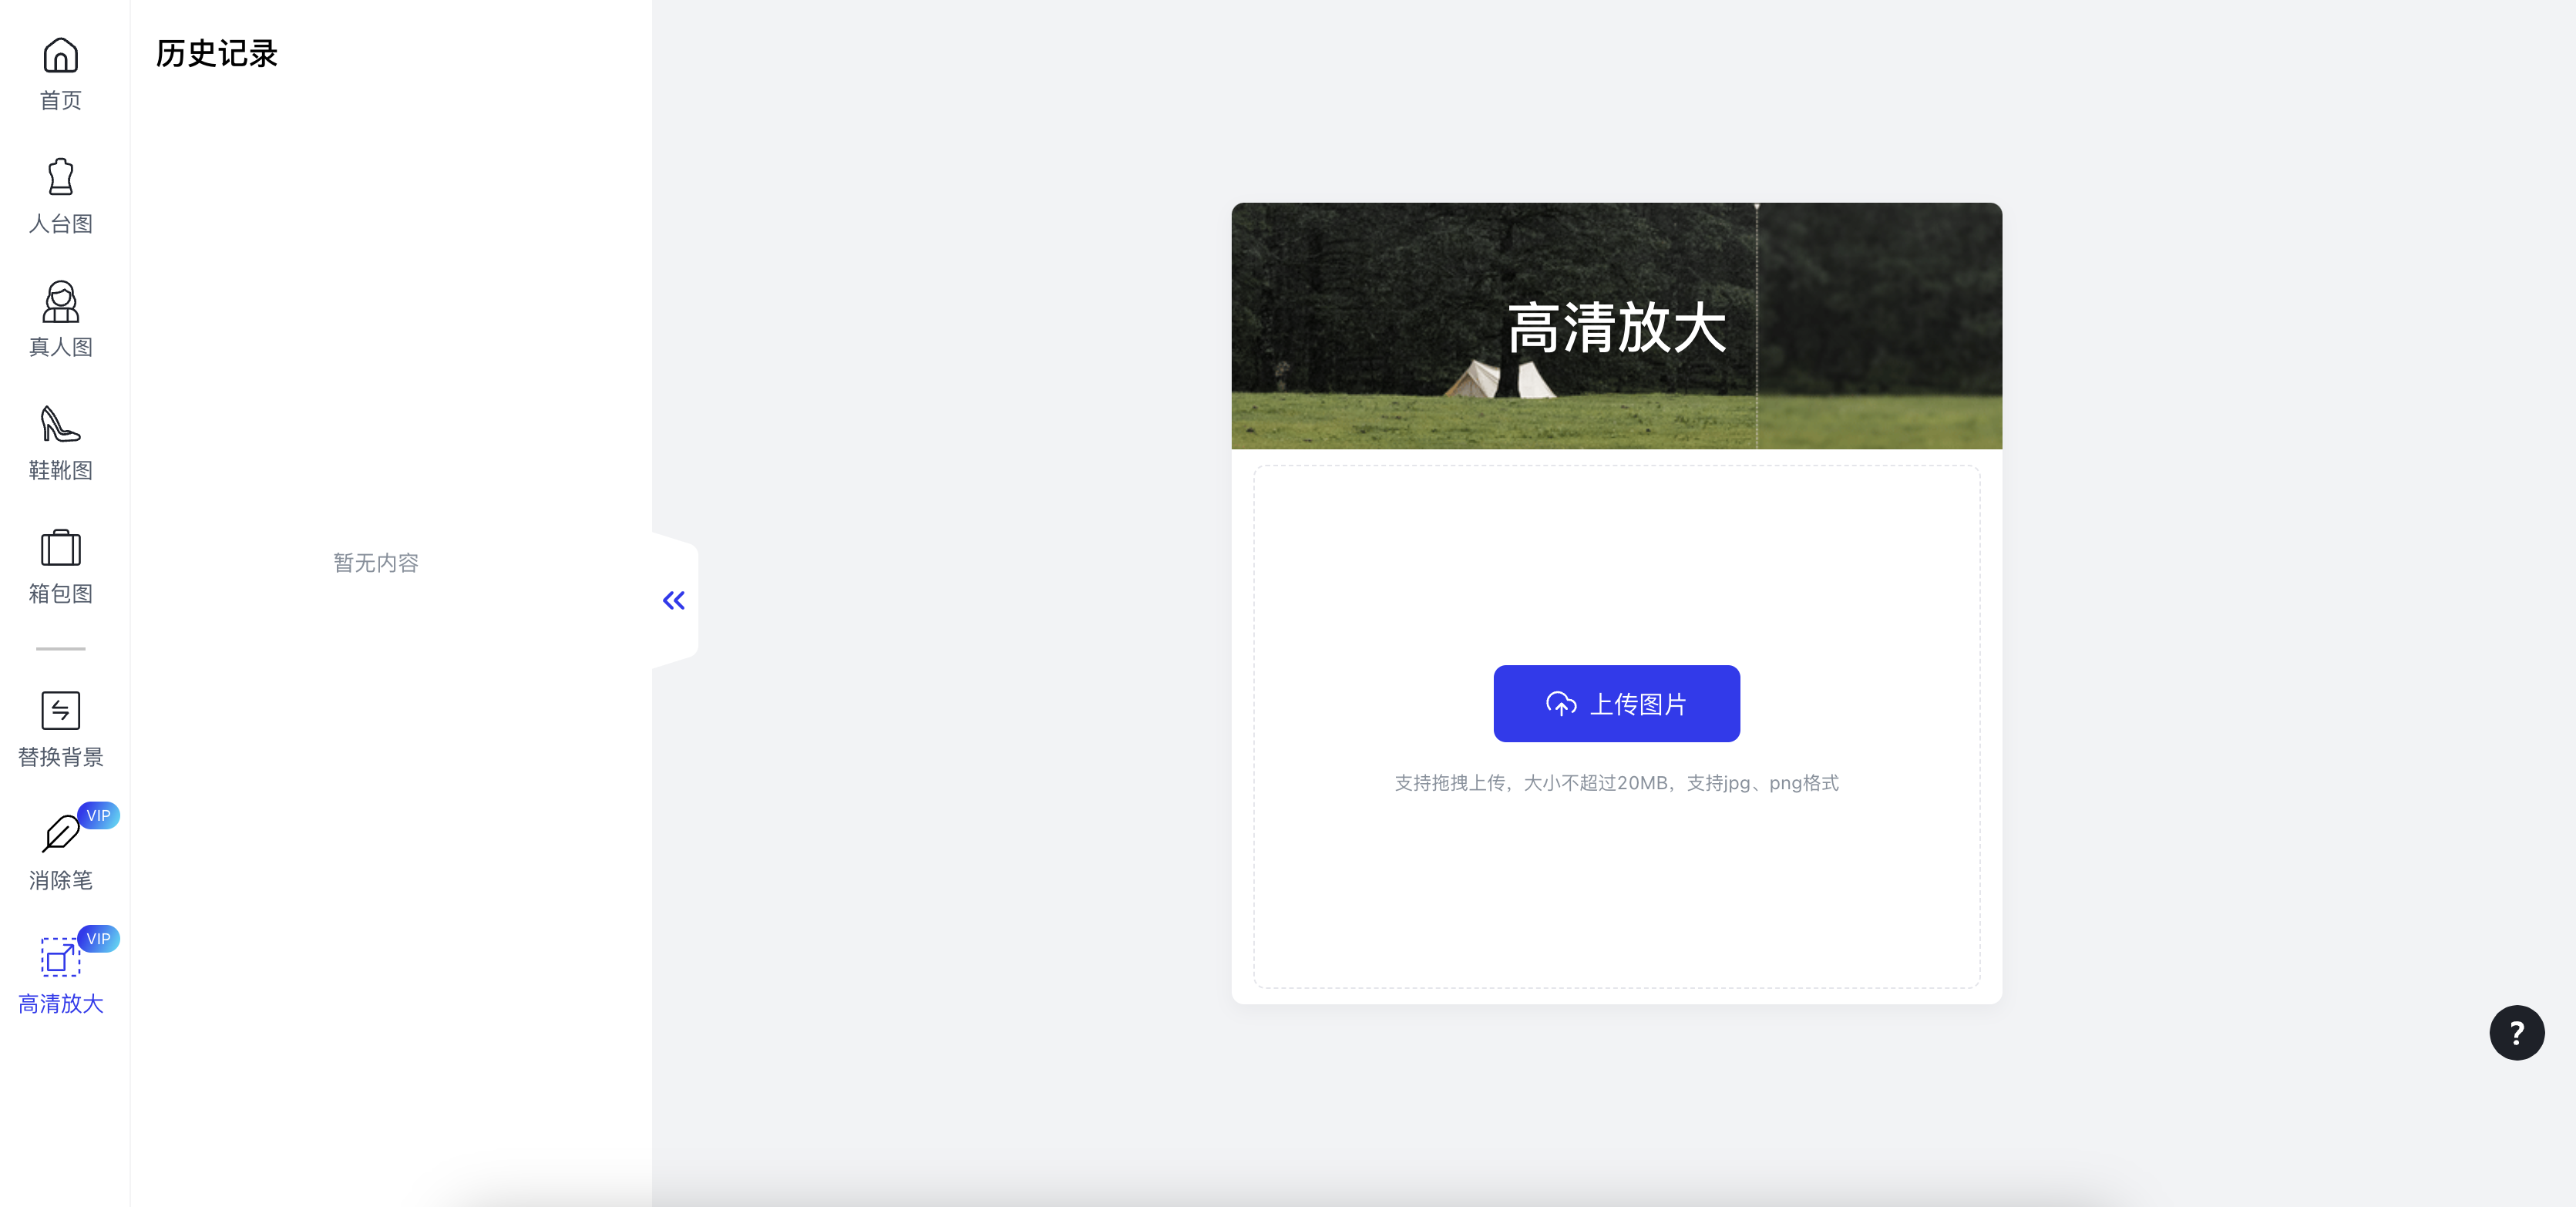 首页
人台图
真人图
鞋靴图
箱包图
替换背景
VIP
消除笔
VIP
高清放大
历史记录
暂无内容
高清放大
上传图片
支持拖拽上传，大小不超过20MB，支持jpg、png格式
?